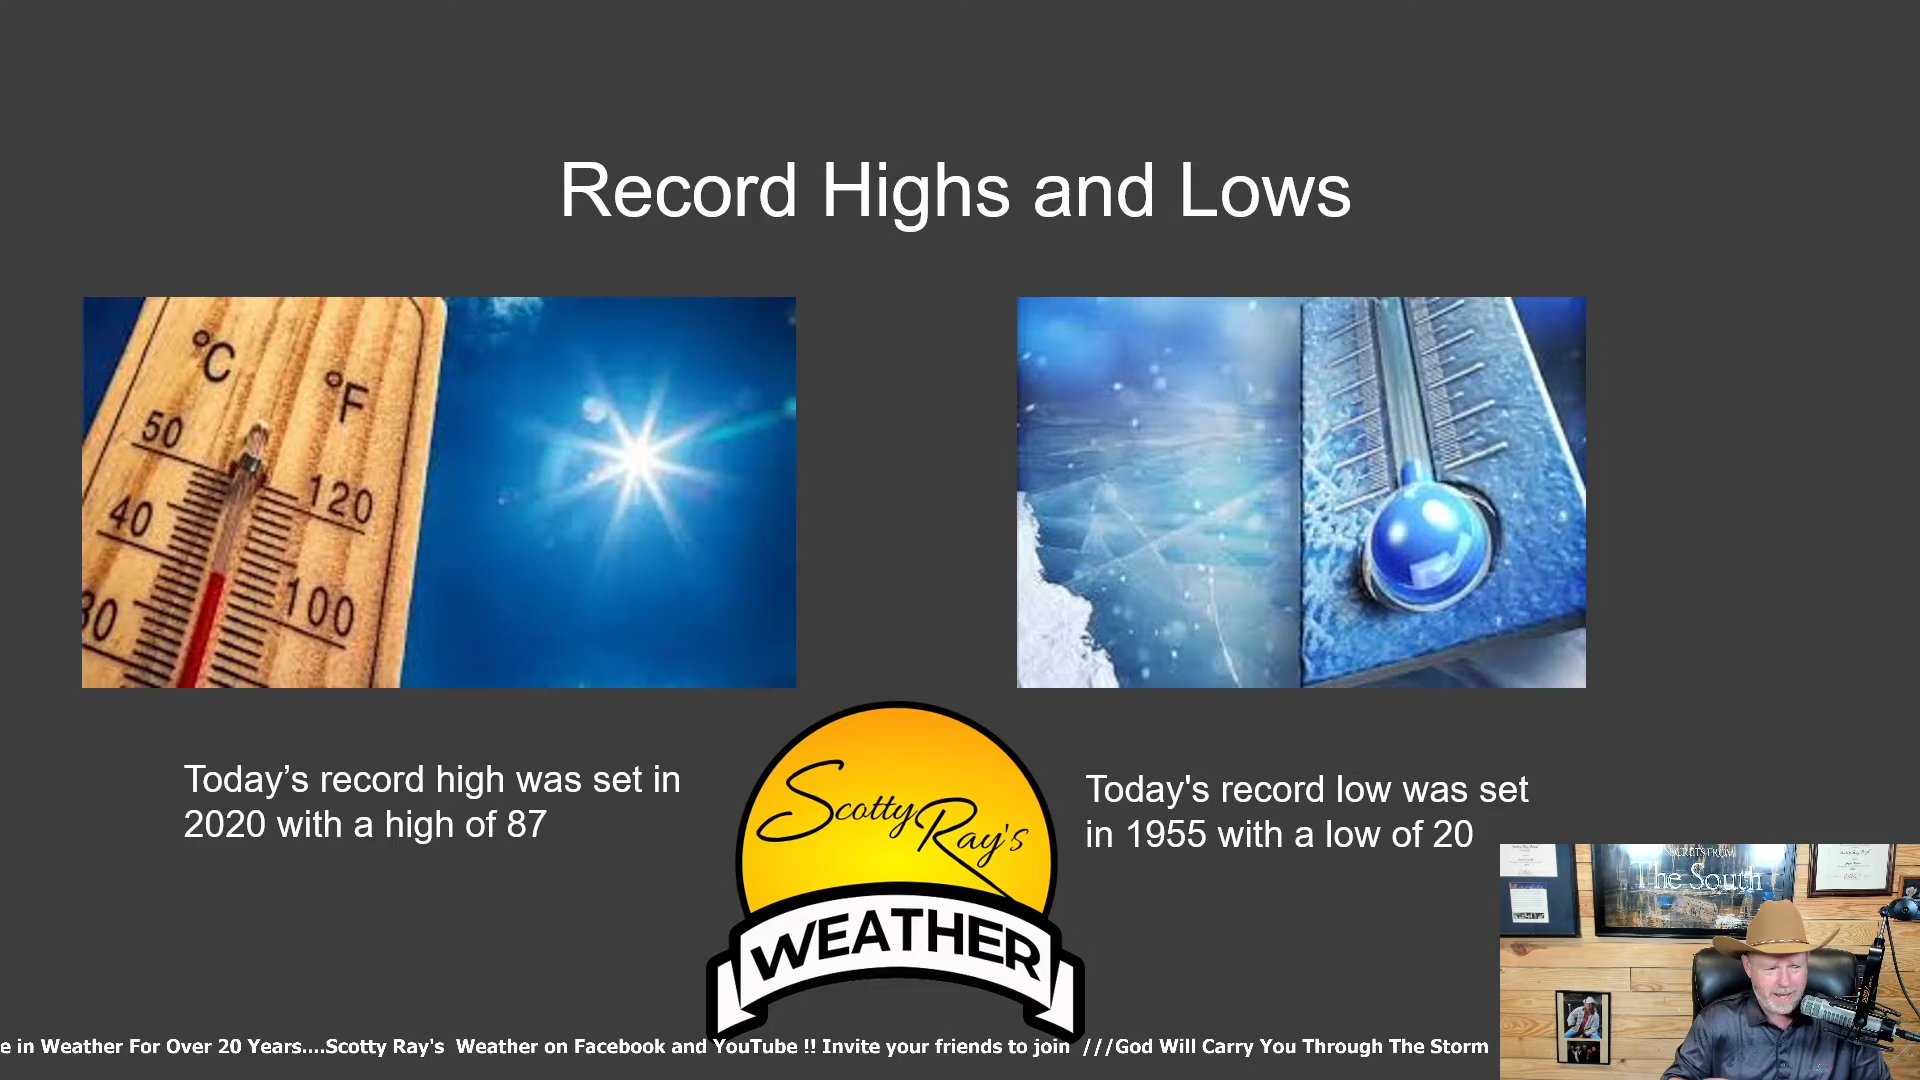 Record Highs and Lows
°C
°F
50
120
40
100
30
Today’s record high was set in
2020 with a high of 87
Today's record low was set
in 1955 with a low of 20
Scotty Ray's
WEATHER
SECRETS FROM
The South
e in Weather For Over 20 Years....Scotty Ray's  Weather on Facebook and YouTube !! Invite your friends to join  ///God Will Carry You Through The Storm